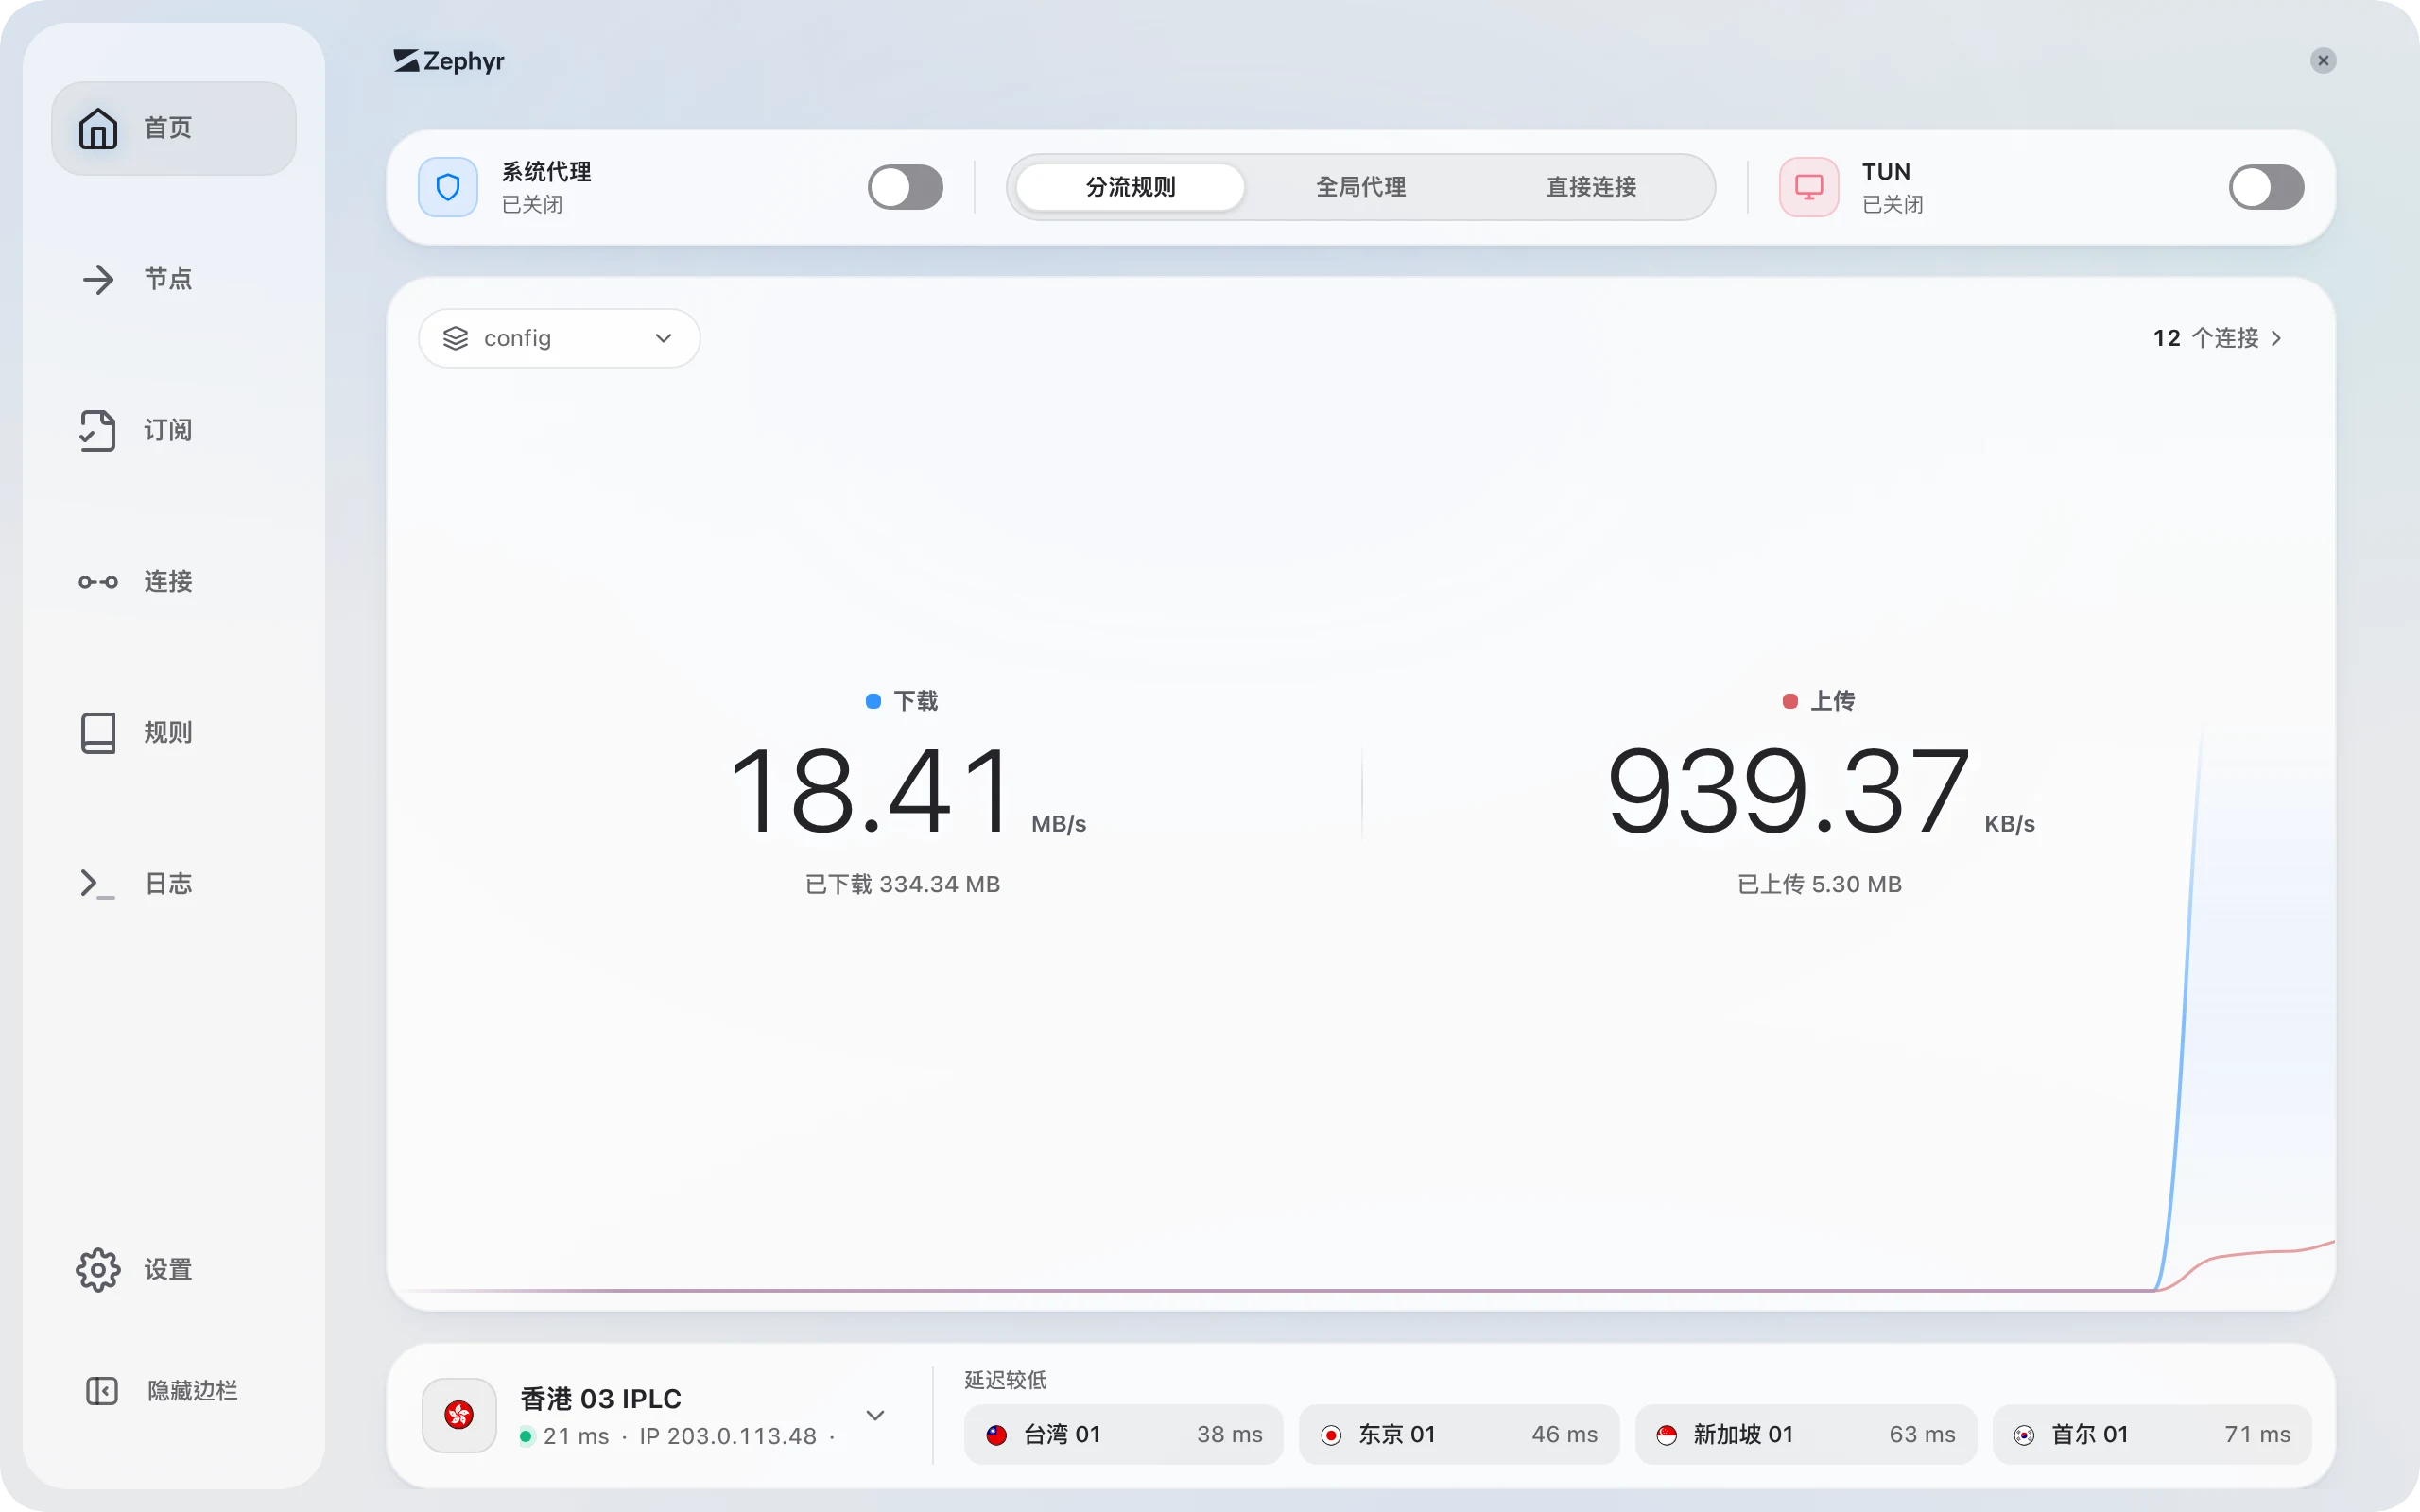 Zephyr
首页
节点
订阅
连接
规则
日志
设置
隐藏边栏
系统代理
已关闭
分流规则
全局代理
直接连接
TUN
已关闭
config
12 个连接
下载
18.41 MB/s
已下载 334.34 MB
上传
939.37 KB/s
已上传 5.30 MB
香港 03 IPLC
21 ms · IP 203.0.113.48 ·
延迟较低
台湾 01 38 ms
东京 01 46 ms
新加坡 01 63 ms
首尔 01 71 ms